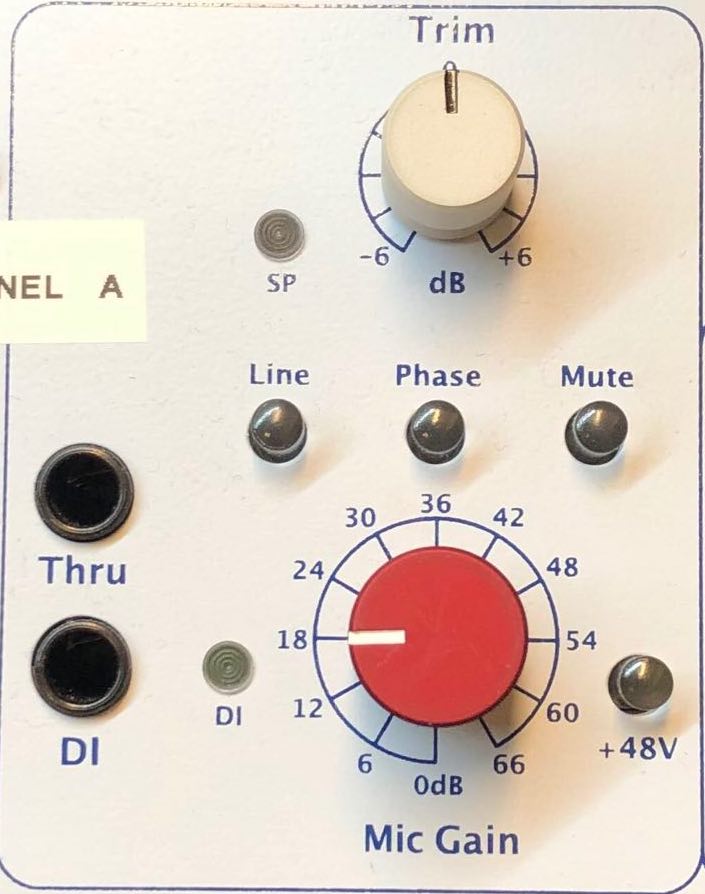 Trim
-6
+6
SP
dB
NEL A
Line
Phase
Mute
36
30
42
24
48
Thru
18
54
DI
12
60
DI
6
66
+48V
0dB
Mic Gain